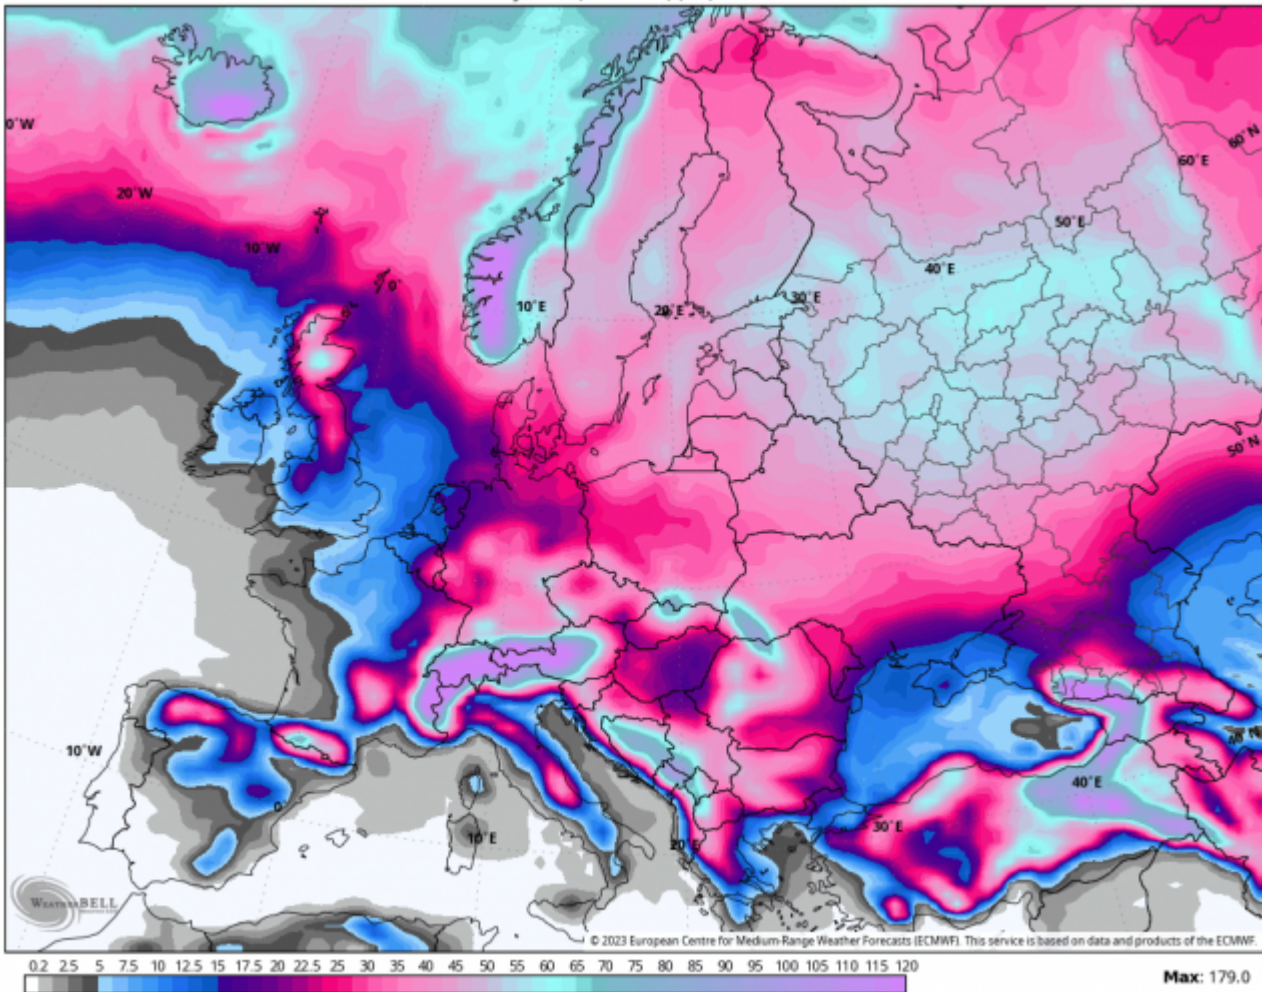 0°W
60°N
60°E
20°W
50°E
10°W
40°E
0°
10°E
20°E
30°E
50°N
10°W
40°N
40°E
0°
30°E
10°E
20°E
WEATHERBELL
© 2023 European Centre for Medium-Range Weather Forecasts (ECMWF). This service is based on data and products of the ECMWF.
0.2 2.5 5 7.5 10 12.5 15 17.5 20 22.5 25 30 35 40 45 50 55 60 65 70 75 80 85 90 95 100 105 110 115 120
Max: 179.0